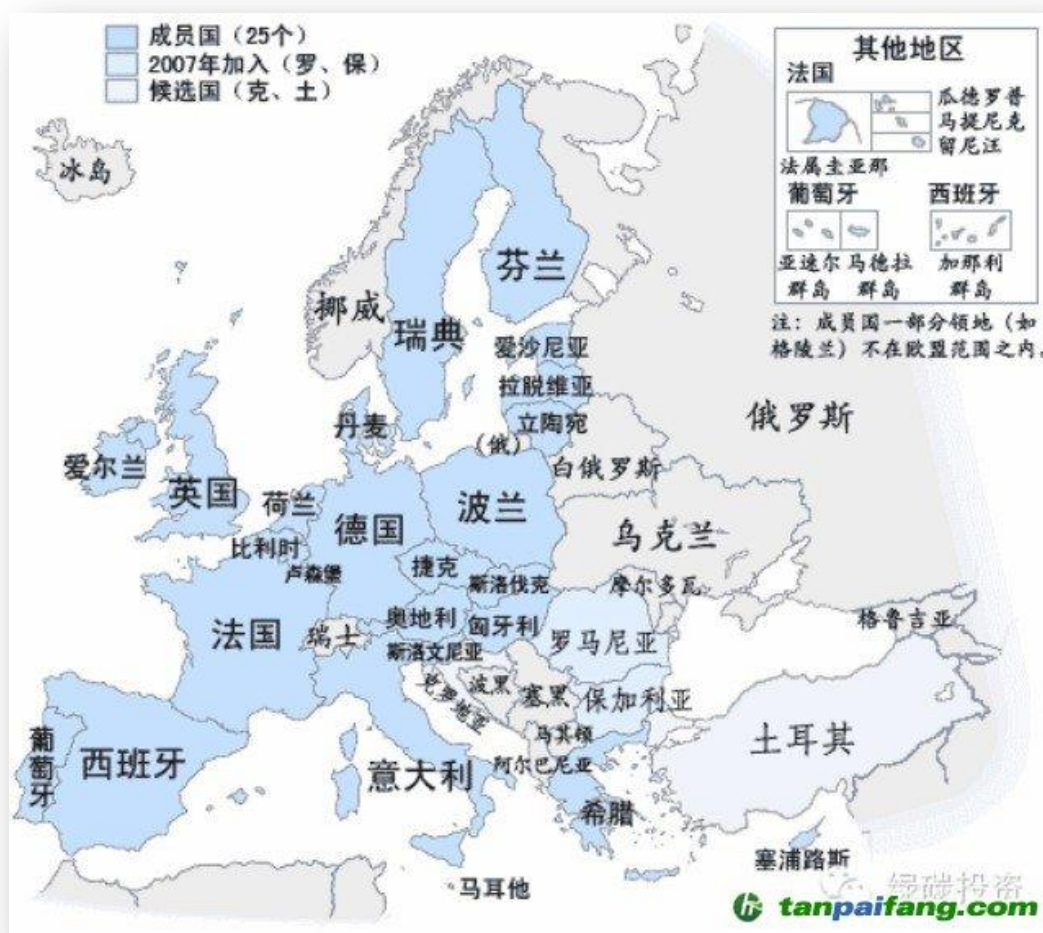 成员国（25个）
2007年加入（罗、保）
候选国（克、土）
其他地区
法国
瓜德罗普
马提尼克
留尼汪
法属圭亚那
葡萄牙 西班牙
亚速尔 马德拉 加那利
群岛 群岛 群岛
注：成员国一部分领地（如
格陵兰）不在欧盟范围之内。
冰岛
芬兰
挪威
瑞典
爱沙尼亚
拉脱维亚
立陶宛
丹麦
（俄）
俄罗斯
白俄罗斯
爱尔兰
英国
荷兰
德国
波兰
乌克兰
比利时
卢森堡
捷克
斯洛伐克
摩尔多瓦
格鲁吉亚
法国
瑞士
奥地利
匈牙利
罗马尼亚
斯洛文尼亚
克罗地亚
波黑
塞黑
保加利亚
马其顿
土耳其
葡萄牙
西班牙
意大利
阿尔巴尼亚
希腊
塞浦路斯
马耳他
绿碳投资
tanpaifang.com